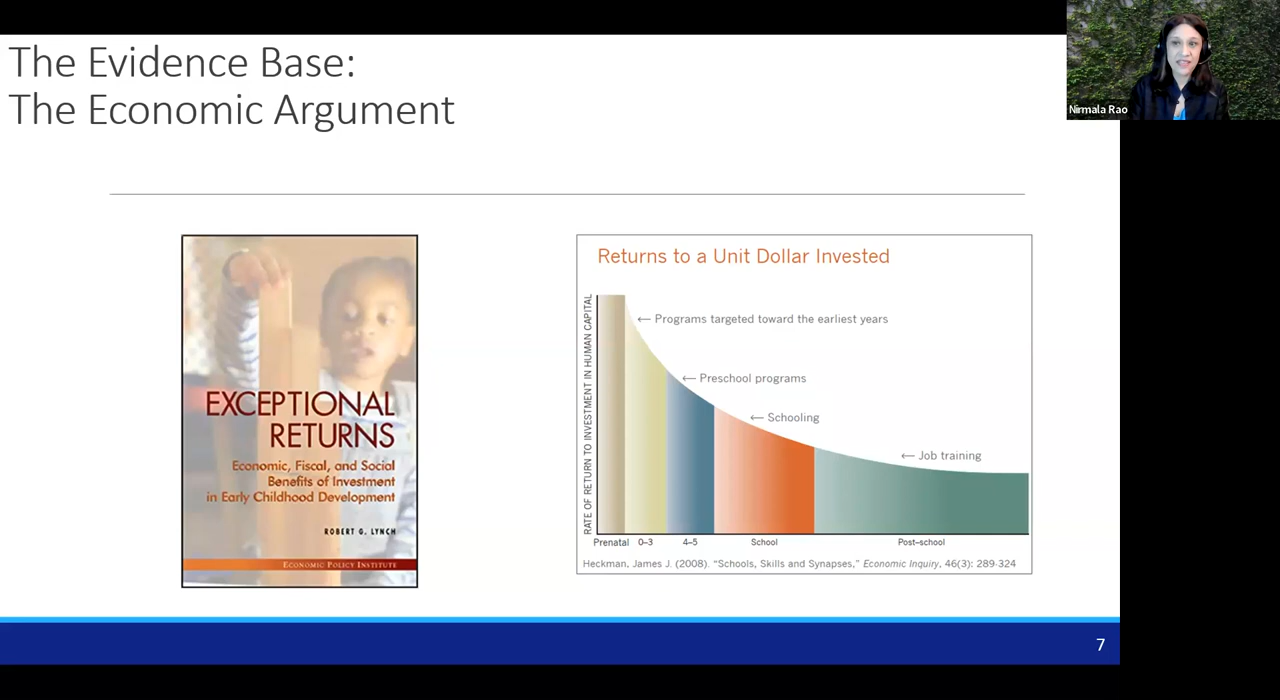 The Evidence Base:
The Economic Argument
Nirmala Rao
EXCEPTIONAL
RETURNS
Economic, Fiscal, and Social
Benefits of Investment
in Early Childhood Development
ROBERT G. LYNCH
ECONOMIC POLICY INSTITUTE
Returns to a Unit Dollar Invested
RATE OF RETURN TO INVESTMENT IN HUMAN CAPITAL
← Programs targeted toward the earliest years
← Preschool programs
← Schooling
← Job training
Prenatal 0–3 4–5 School Post–school
Heckman, James J. (2008). “Schools, Skills and Synapses,” Economic Inquiry, 46(3): 289-324
7